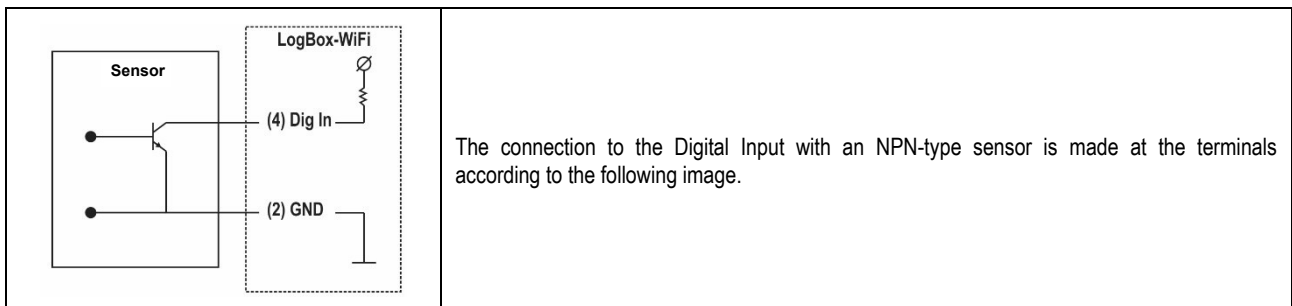 LogBox-WiFi
Sensor
(4) Dig In
(2) GND
The connection to the Digital Input with an NPN-type sensor is made at the terminals
according to the following image.